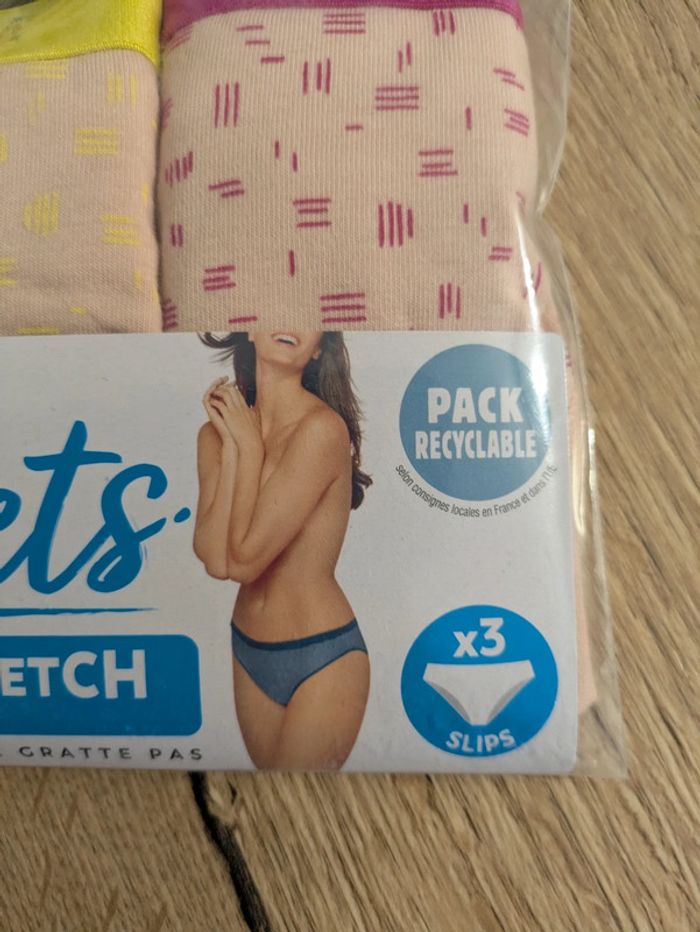 PACK
RECYCLABLE
selon consignes locales en France et dans l'UE
ets.
ETCH
GRATTE PAS
x3
SLIPS